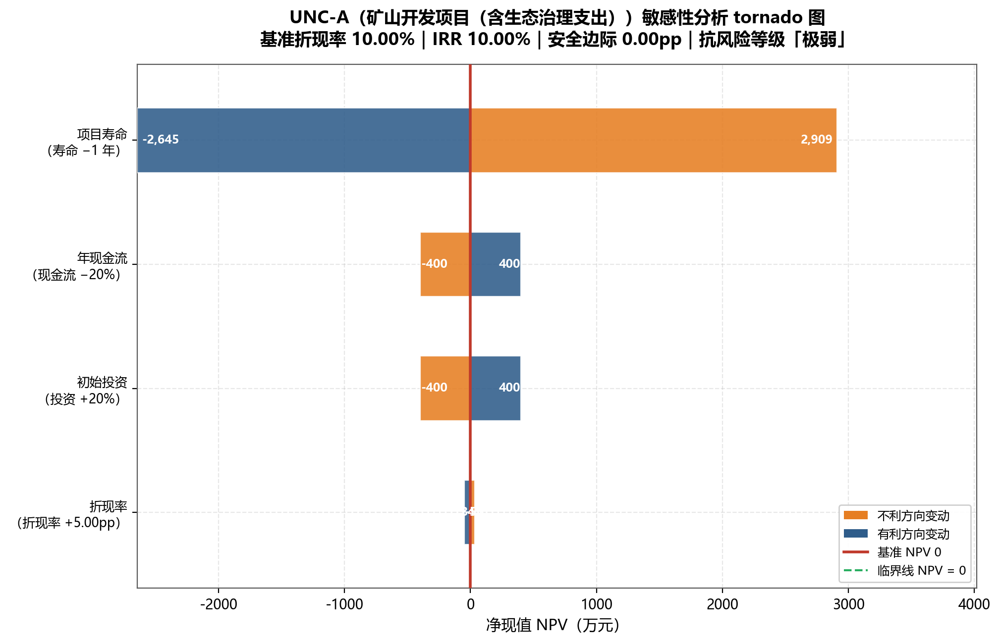 UNC-A（矿山开发项目（含生态治理支出））敏感性分析 tornado 图
基准折现率 10.00%｜IRR 10.00%｜安全边际 0.00pp｜抗风险等级「极弱」
项目寿命
（寿命 −1 年）
-2,645
2,909
年现金流
（现金流 −20%）
-400
400
初始投资
（投资 +20%）
-400
400
折现率
（折现率 +5.00pp）
不利方向变动
有利方向变动
基准 NPV 0
临界线 NPV = 0
-2000
-1000
0
1000
2000
3000
4000
净现值 NPV（万元）